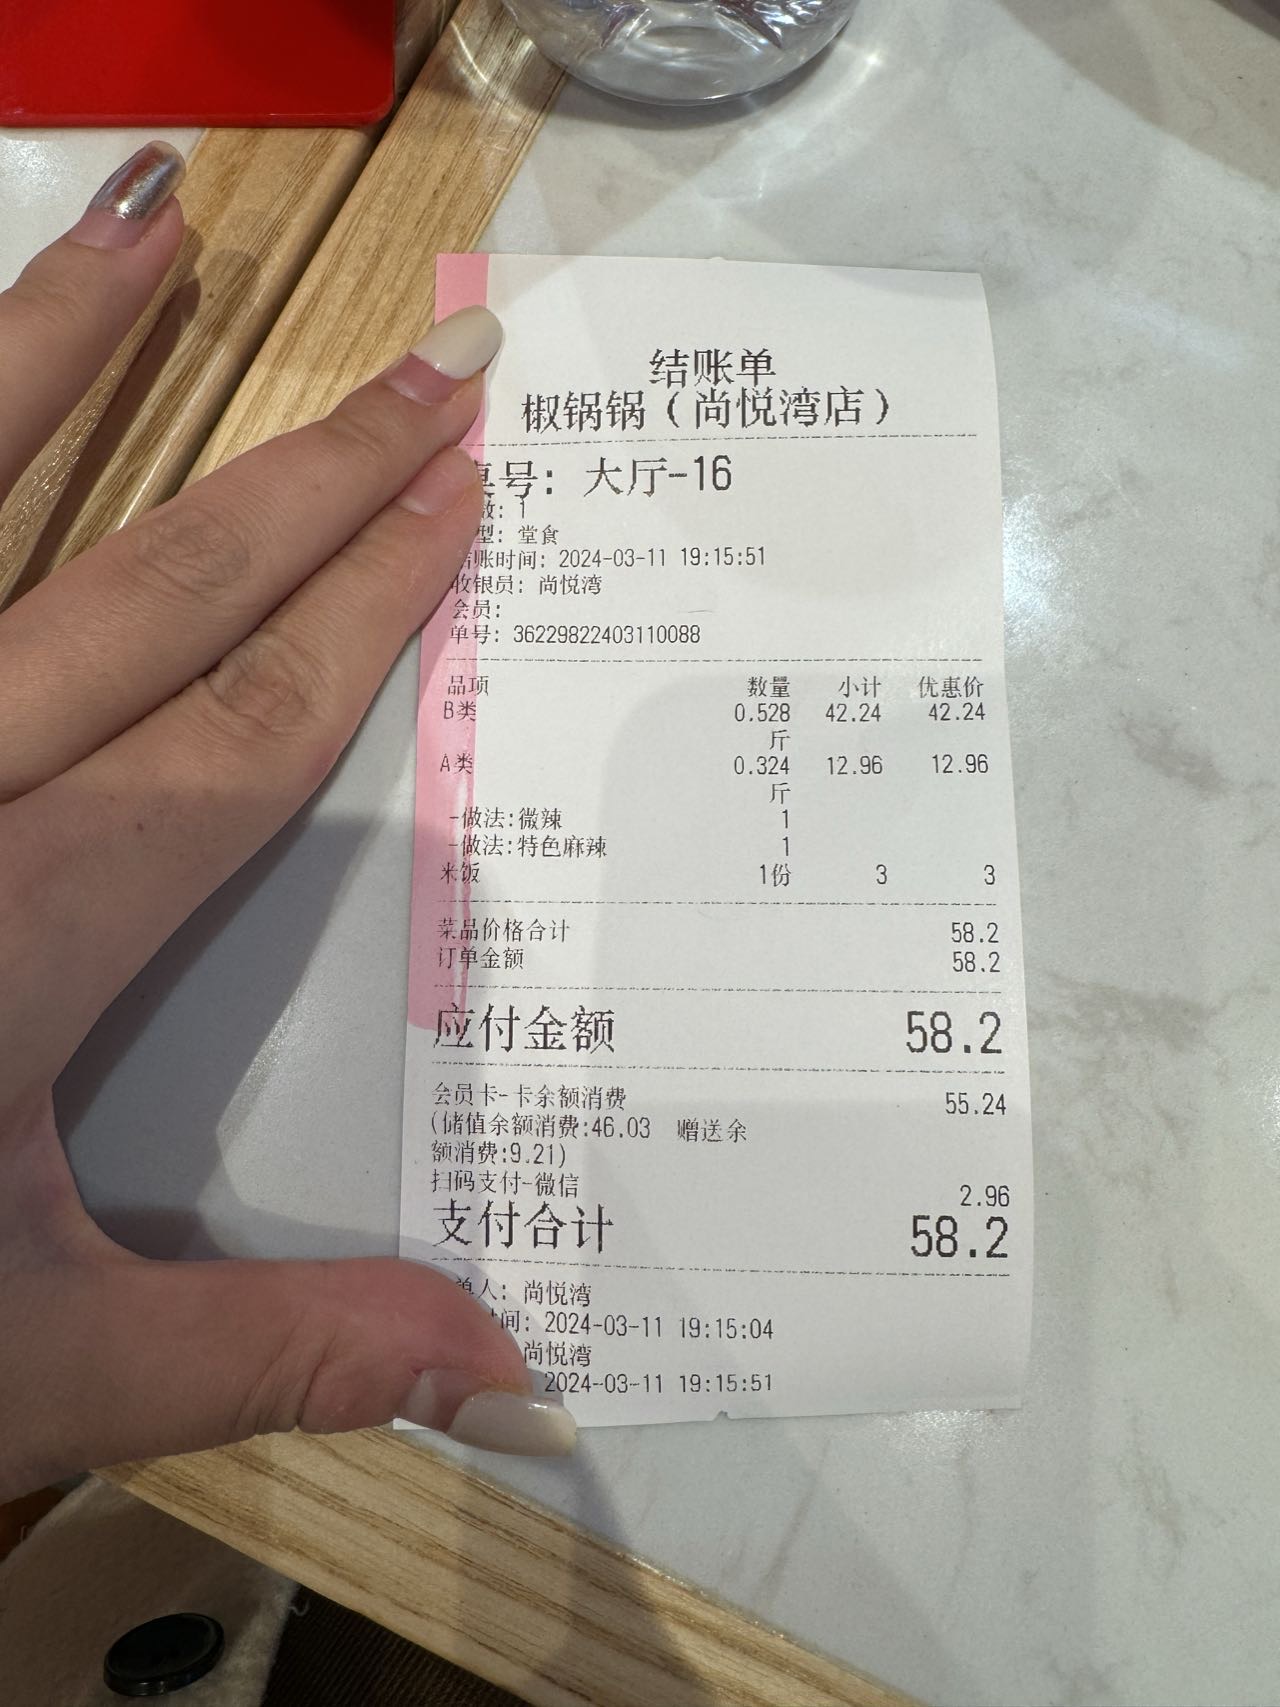 结账单
椒锅锅（尚悦湾店）
桌号: 大厅-16
数: 1
型: 堂食
结账时间: 2024-03-11 19:15:51
收银员: 尚悦湾
会员:
单号: 36229822403110088
品项 数量 小计 优惠价
B类 0.528 42.24 42.24
斤
A类 0.324 12.96 12.96
斤
-做法:微辣 1
-做法:特色麻辣 1
米饭 1份 3 3
菜品价格合计 58.2
订单金额 58.2
应付金额 58.2
会员卡-卡余额消费 55.24
(储值余额消费:46.03 赠送余
额消费:9.21)
扫码支付-微信 2.96
支付合计 58.2
单人: 尚悦湾
时间: 2024-03-11 19:15:04
尚悦湾
2024-03-11 19:15:51